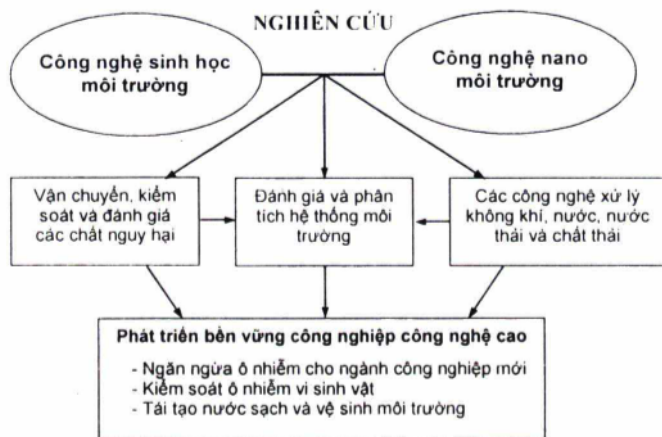 NGHIÊN CỨU
Công nghệ sinh học
môi trường
Công nghệ nano
môi trường
Vận chuyển, kiểm
soát và đánh giá
các chất nguy hại
Đánh giá và phân
tích hệ thống môi
trường
Các công nghệ xử lý
không khí, nước, nước
thải và chất thải
Phát triển bền vững công nghiệp công nghệ cao
- Ngăn ngừa ô nhiễm cho ngành công nghiệp mới
- Kiểm soát ô nhiễm vi sinh vật
- Tái tạo nước sạch và vệ sinh môi trường